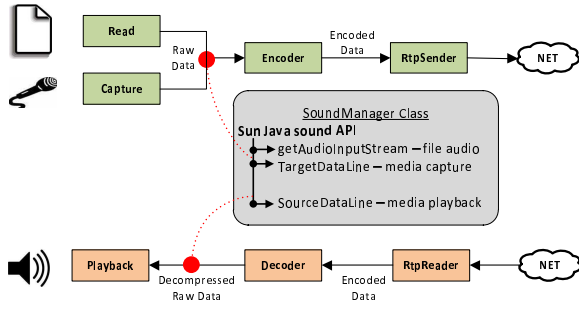 Read
Raw
Data
Capture
Encoder
Encoded
Data
RtpSender
NET
SoundManager Class
Sun Java sound API
getAudioInputStream – file audio
TargetDataLine – media capture
SourceDataLine – media playback
Playback
Decompressed
Raw Data
Decoder
Encoded
Data
RtpReader
NET